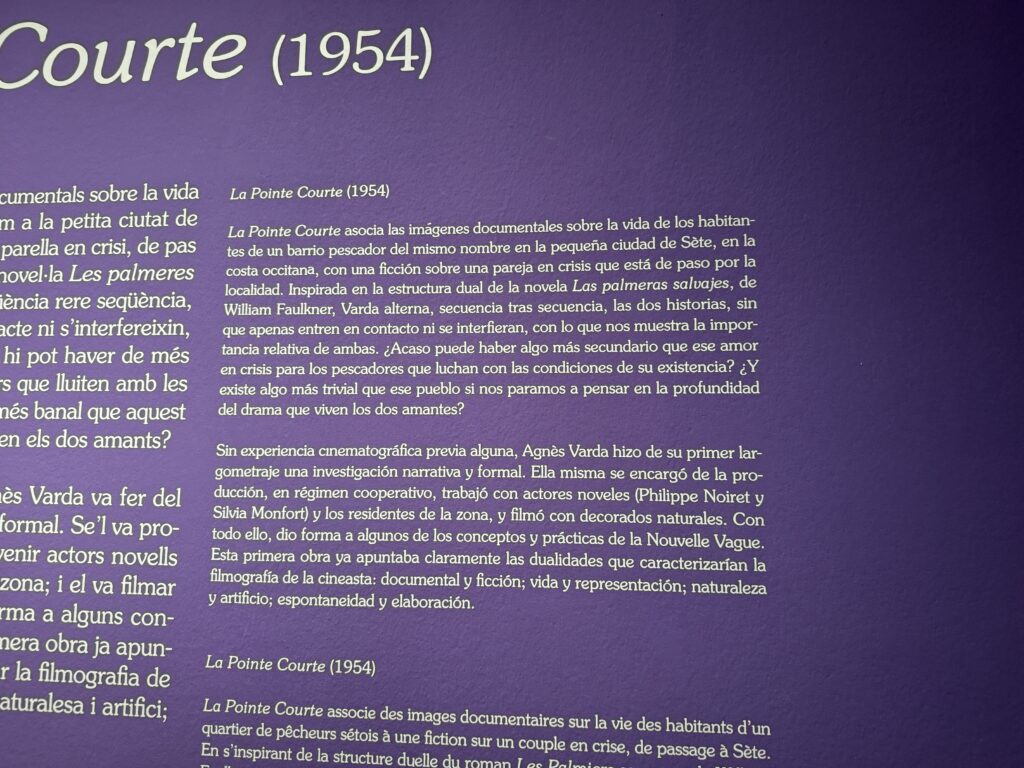 Courte (1954)
cumentals sobre la vida
m a la petita ciutat de
parella en crisi, de pas
novel·la Les palmeres
iència rere seqüència,
acte ni s'interfereixin,
hi pot haver de més
rs que lluiten amb les
més banal que aquest
en els dos amants?
nès Varda va fer del
formal. Se'l va pro-
venir actors novells
zona; i el va filmar
rma a alguns con-
mera obra ja apun-
r la filmografia de
aturalesa i artifici;
La Pointe Courte (1954)
La Pointe Courte asocia las imágenes documentales sobre la vida de los habitan-
tes de un barrio pescador del mismo nombre en la pequeña ciudad de Sète, en la
costa occitana, con una ficción sobre una pareja en crisis que está de paso por la
localidad. Inspirada en la estructura dual de la novela Las palmeras salvajes, de
William Faulkner, Varda alterna, secuencia tras secuencia, las dos historias, sin
que apenas entren en contacto ni se interfieran, con lo que nos muestra la impor-
tancia relativa de ambas. ¿Acaso puede haber algo más secundario que ese amor
en crisis para los pescadores que luchan con las condiciones de su existencia? ¿Y
existe algo más trivial que ese pueblo si nos paramos a pensar en la profundidad
del drama que viven los dos amantes?
Sin experiencia cinematográfica previa alguna, Agnès Varda hizo de su primer lar-
gometraje una investigación narrativa y formal. Ella misma se encargó de la pro-
ducción, en régimen cooperativo, trabajó con actores noveles (Philippe Noiret y
Silvia Monfort) y los residentes de la zona, y filmó con decorados naturales. Con
todo ello, dio forma a algunos de los conceptos y prácticas de la Nouvelle Vague.
Esta primera obra ya apuntaba claramente las dualidades que caracterizarían la
filmografía de la cineasta: documental y ficción; vida y representación; naturaleza
y artificio; espontaneidad y elaboración.
La Pointe Courte (1954)
La Pointe Courte associe des images documentaires sur la vie des habitants d'un
quartier de pêcheurs sétois à une fiction sur un couple en crise, de passage à Sète.
En s'inspirant de la structure duelle du roman Les Palmiers